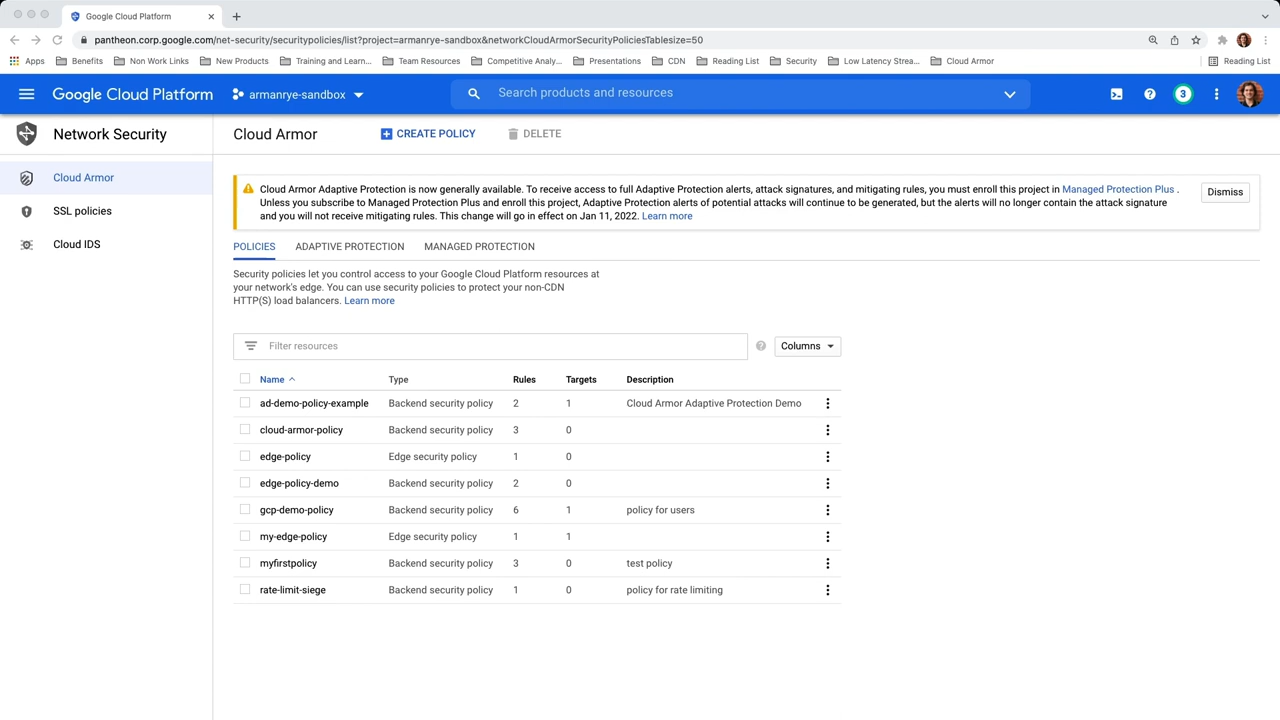 Google Cloud Platform
pantheon.corp.google.com/net-security/securitypolicies/list?project=armanrye-sandbox&networkCloudArmorSecurityPoliciesTablesize=50
Apps Benefits Non Work Links New Products Training and Learn... Team Resources Competitive Analy... Presentations CDN Reading List Security Low Latency Strea... Cloud Armor Reading List
Google Cloud Platform armanrye-sandbox Search products and resources 3
Network Security
Cloud Armor
SSL policies
Cloud IDS
Cloud Armor CREATE POLICY DELETE
Cloud Armor Adaptive Protection is now generally available. To receive access to full Adaptive Protection alerts, attack signatures, and mitigating rules, you must enroll this project in Managed Protection Plus .
Unless you subscribe to Managed Protection Plus and enroll this project, Adaptive Protection alerts of potential attacks will continue to be generated, but the alerts will no longer contain the attack signature
and you will not receive mitigating rules. This change will go in effect on Jan 11, 2022. Learn more
Dismiss
POLICIES ADAPTIVE PROTECTION MANAGED PROTECTION
Security policies let you control access to your Google Cloud Platform resources at
your network's edge. You can use security policies to protect your non-CDN
HTTP(S) load balancers. Learn more
Filter resources Columns
Name Type Rules Targets Description
ad-demo-policy-example Backend security policy 2 1 Cloud Armor Adaptive Protection Demo
cloud-armor-policy Backend security policy 3 0
edge-policy Edge security policy 1 0
edge-policy-demo Backend security policy 2 0
gcp-demo-policy Backend security policy 6 1 policy for users
my-edge-policy Edge security policy 1 1
myfirstpolicy Backend security policy 3 0 test policy
rate-limit-siege Backend security policy 1 0 policy for rate limiting